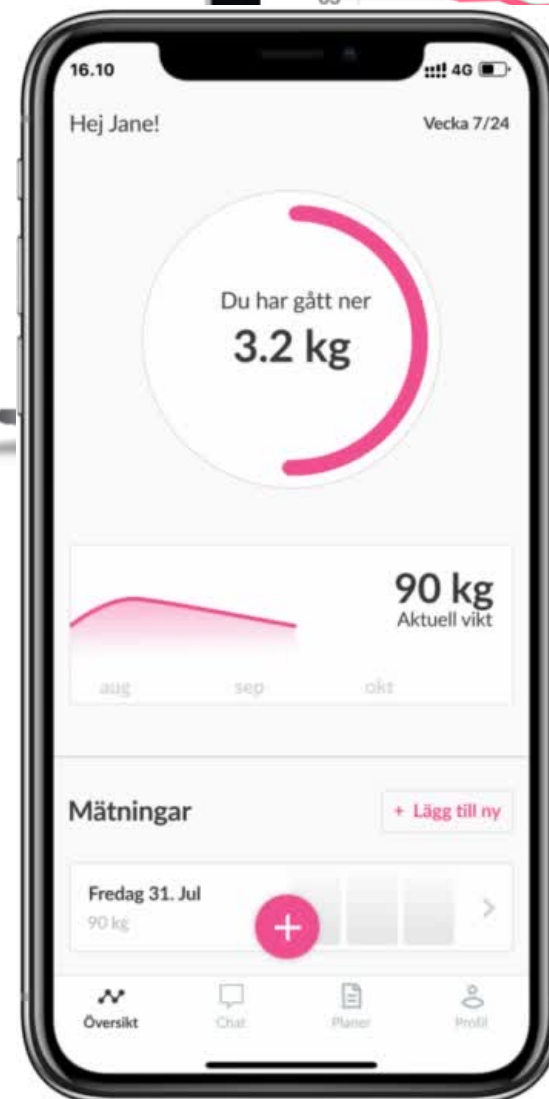 65
16.10
4G
Hej Jane!
Vecka 7/24
Du har gått ner
3.2 kg
90 kg
Aktuell vikt
aug
sep
okt
Mätningar
+ Lägg till ny
Fredag 31. Jul
90 kg
+
Översikt
Chat
Planer
Profil